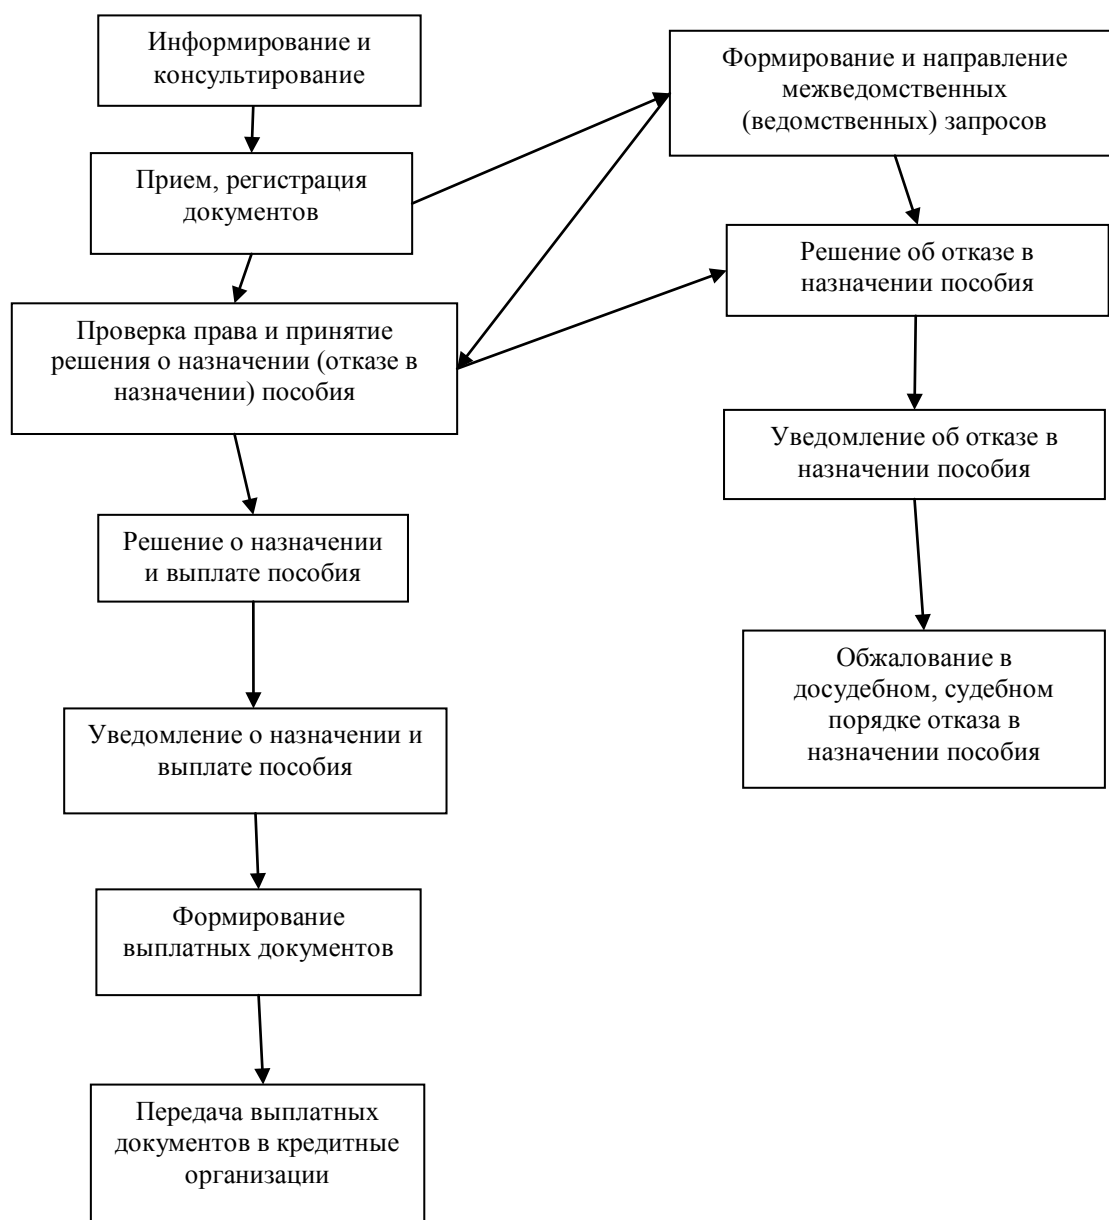 Информирование и
консультирование
Прием, регистрация
документов
Проверка права и принятие
решения о назначении (отказе в
назначении) пособия
Решение о назначении
и выплате пособия
Уведомление о назначении и
выплате пособия
Формирование
выплатных документов
Передача выплатных
документов в кредитные
организации
Формирование и направление
межведомственных
(ведомственных) запросов
Решение об отказе в
назначении пособия
Уведомление об отказе в
назначении пособия
Обжалование в
досудебном, судебном
порядке отказа в
назначении пособия